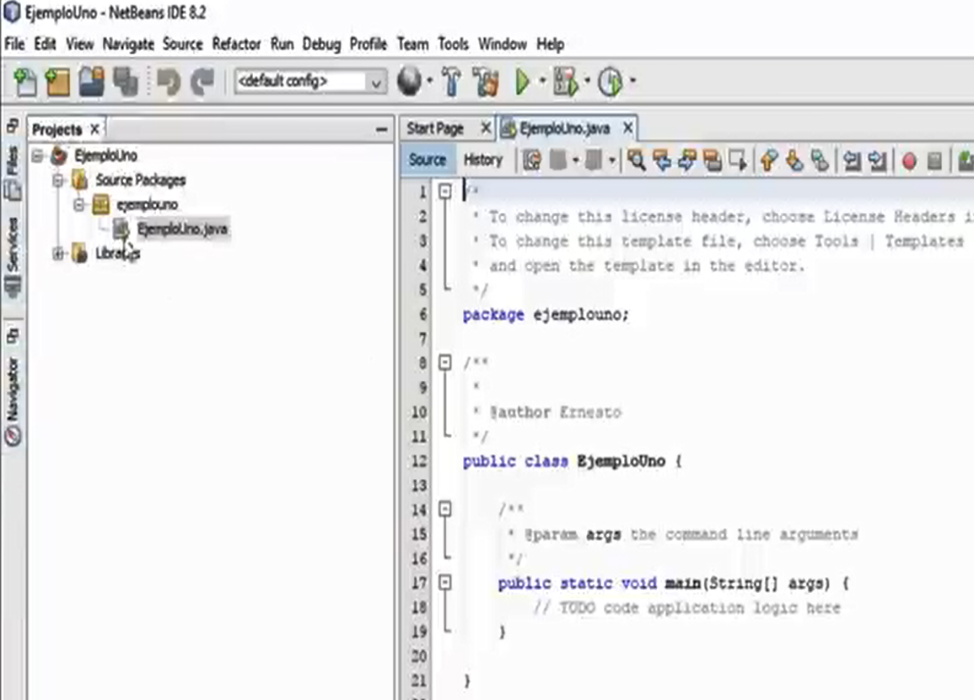 EjemploUno - NetBeans IDE 8.2
File Edit View Navigate Source Refactor Run Debug Profile Team Tools Window Help
<default config>
Projects
Start Page EjemploUno.java
Source History
Files
Services
Navigator
EjemploUno
Source Packages
ejemplouno
EjemploUno.java
Libraries
1 /*
2 * To change this license header, choose License Headers
3 * To change this template file, choose Tools | Templates
4 * and open the template in the editor.
5 */
6 package ejemplouno;
7
8 /**
9 *
10 * @author Ernesto
11 */
12 public class EjemploUno {
13
14 /**
15 * @param args the command line arguments
16 */
17 public static void main(String[] args) {
18 // TODO code application logic here
19 }
20
21 }